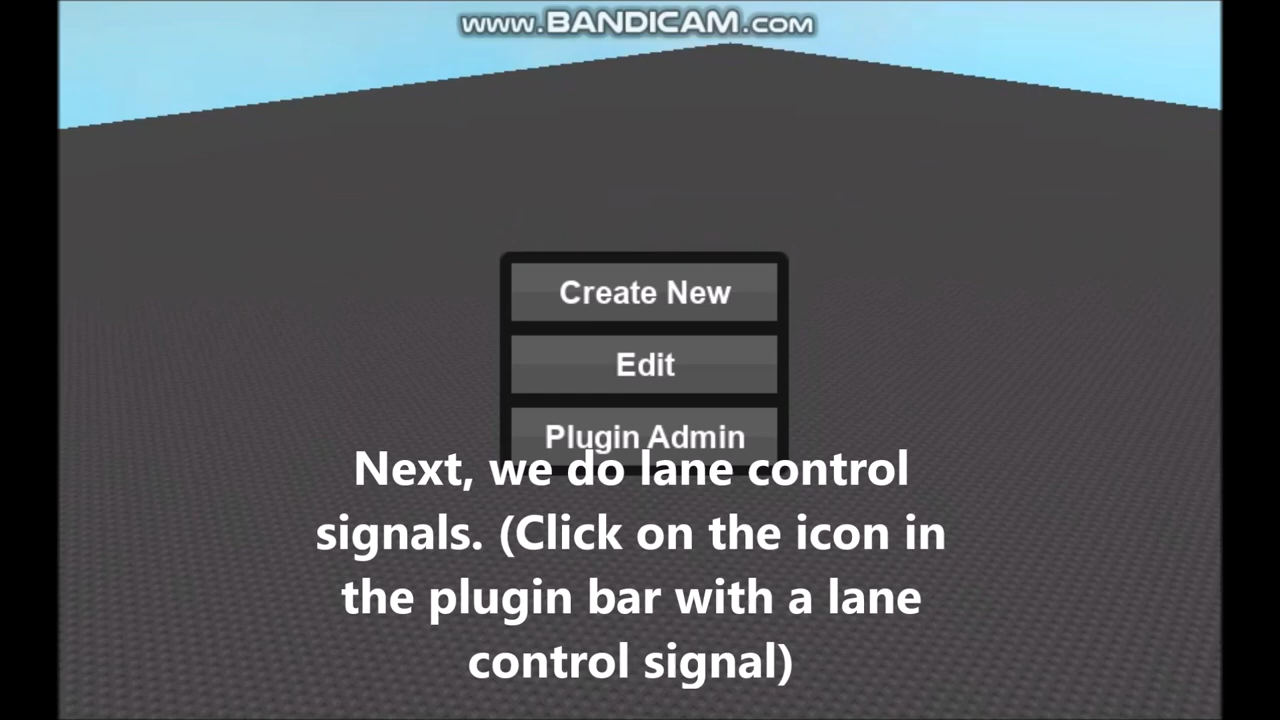 www.BANDICAM.com
Create New
Edit
Plugin Admin
Next, we do lane control
signals. (Click on the icon in
the plugin bar with a lane
control signal)